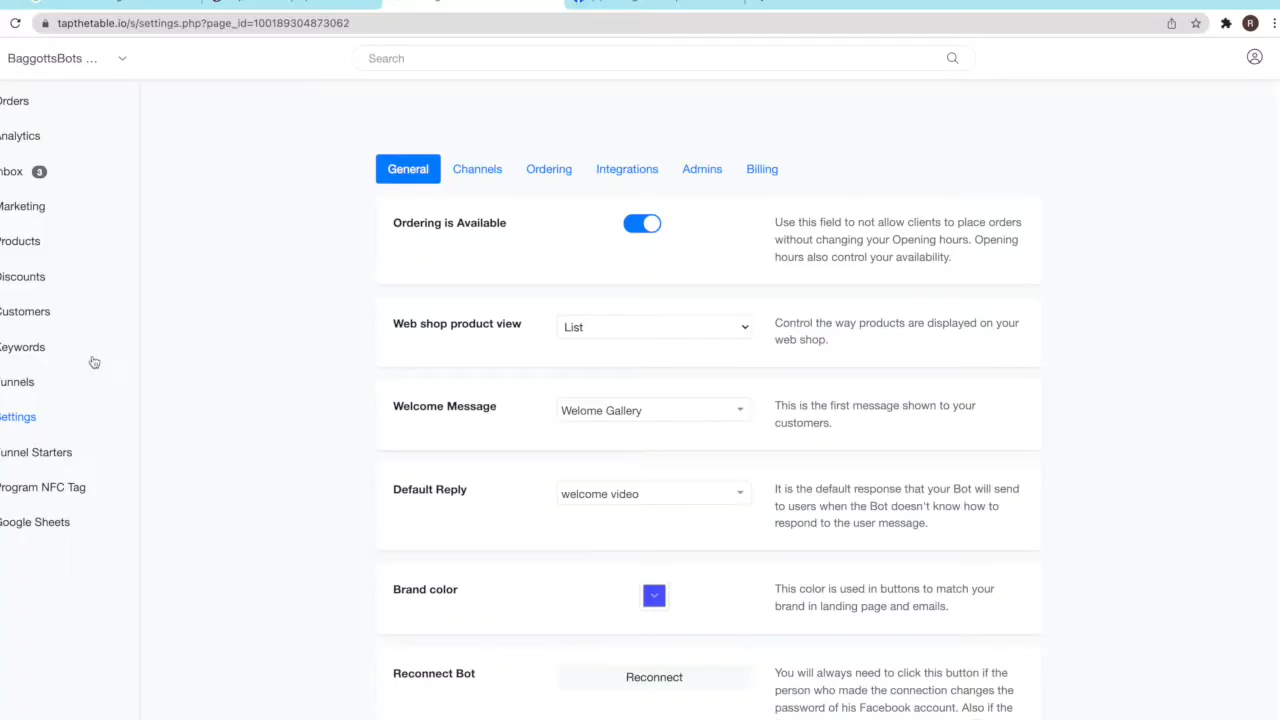 tapthetable.io/s/settings.php?page_id=100189304873062
R
BaggottsBots ...
Search
Orders
Analytics
nbox 3
Marketing
Products
Discounts
Customers
Keywords
unnels
Settings
unnel Starters
Program NFC Tag
Google Sheets
General Channels Ordering Integrations Admins Billing
Ordering is Available
Use this field to not allow clients to place orders
without changing your Opening hours. Opening
hours also control your availability.
Web shop product view
List
Control the way products are displayed on your
web shop.
Welcome Message
Welome Gallery
This is the first message shown to your
customers.
Default Reply
welcome video
It is the default response that your Bot will send
to users when the Bot doesn't know how to
respond to the user message.
Brand color
This color is used in buttons to match your
brand in landing page and emails.
Reconnect Bot
Reconnect
You will always need to click this button if the
person who made the connection changes the
password of his Facebook account. Also if the